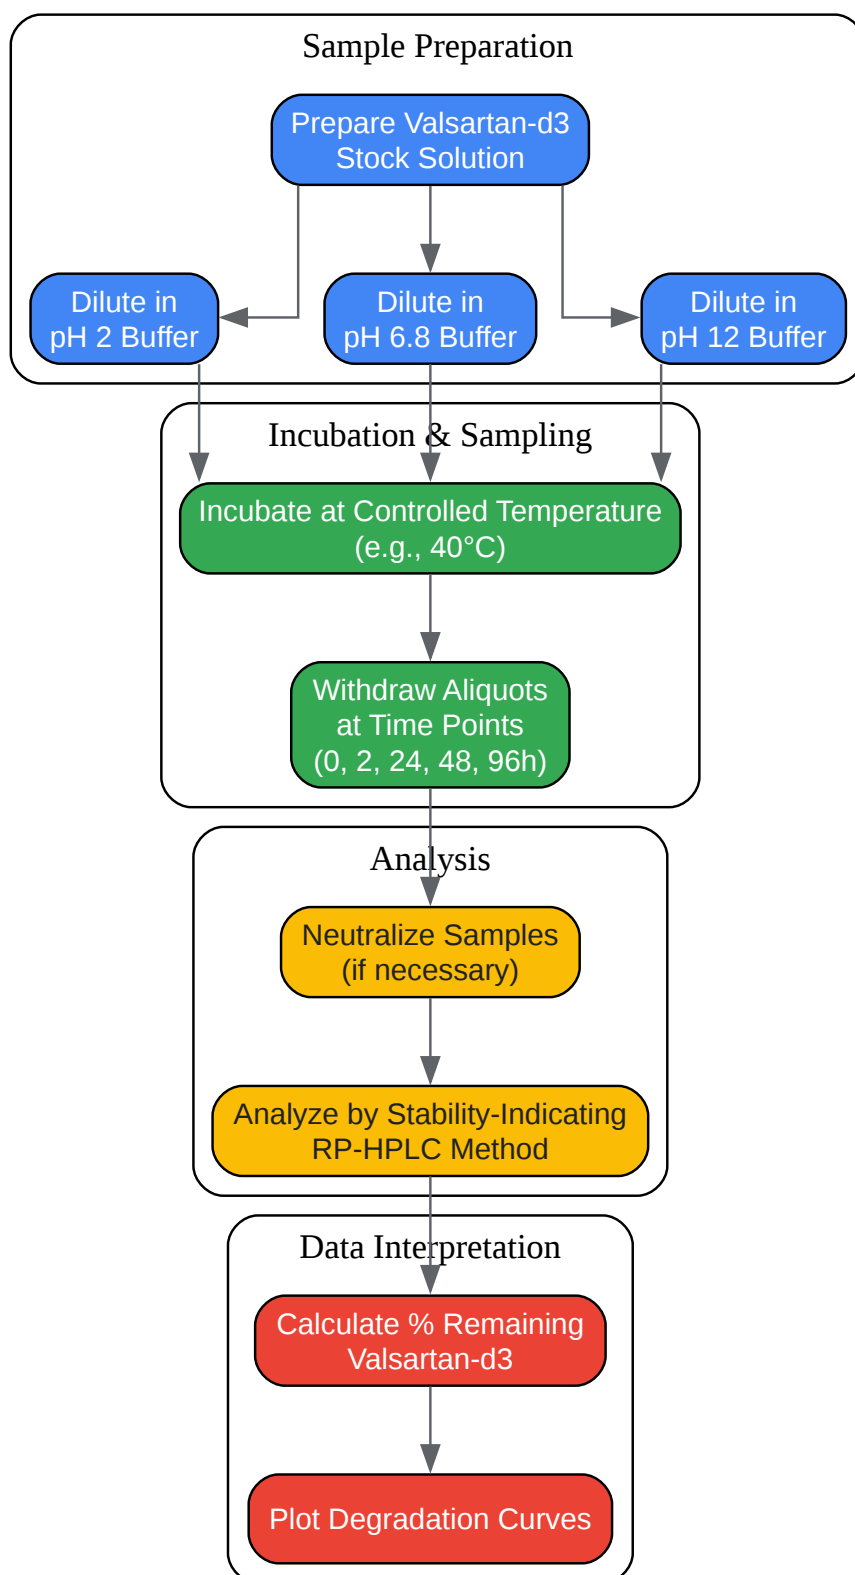 Sample Preparation
Prepare Valsartan-d3
Stock Solution
Dilute in
pH 2 Buffer
Dilute in
pH 6.8 Buffer
Dilute in
pH 12 Buffer
Incubation & Sampling
Incubate at Controlled Temperature
(e.g., 40°C)
Withdraw Aliquots
at Time Points
(0, 2, 24, 48, 96h)
Analysis
Neutralize Samples
(if necessary)
Analyze by Stability-Indicating
RP-HPLC Method
Data Interpretation
Calculate % Remaining
Valsartan-d3
Plot Degradation Curves